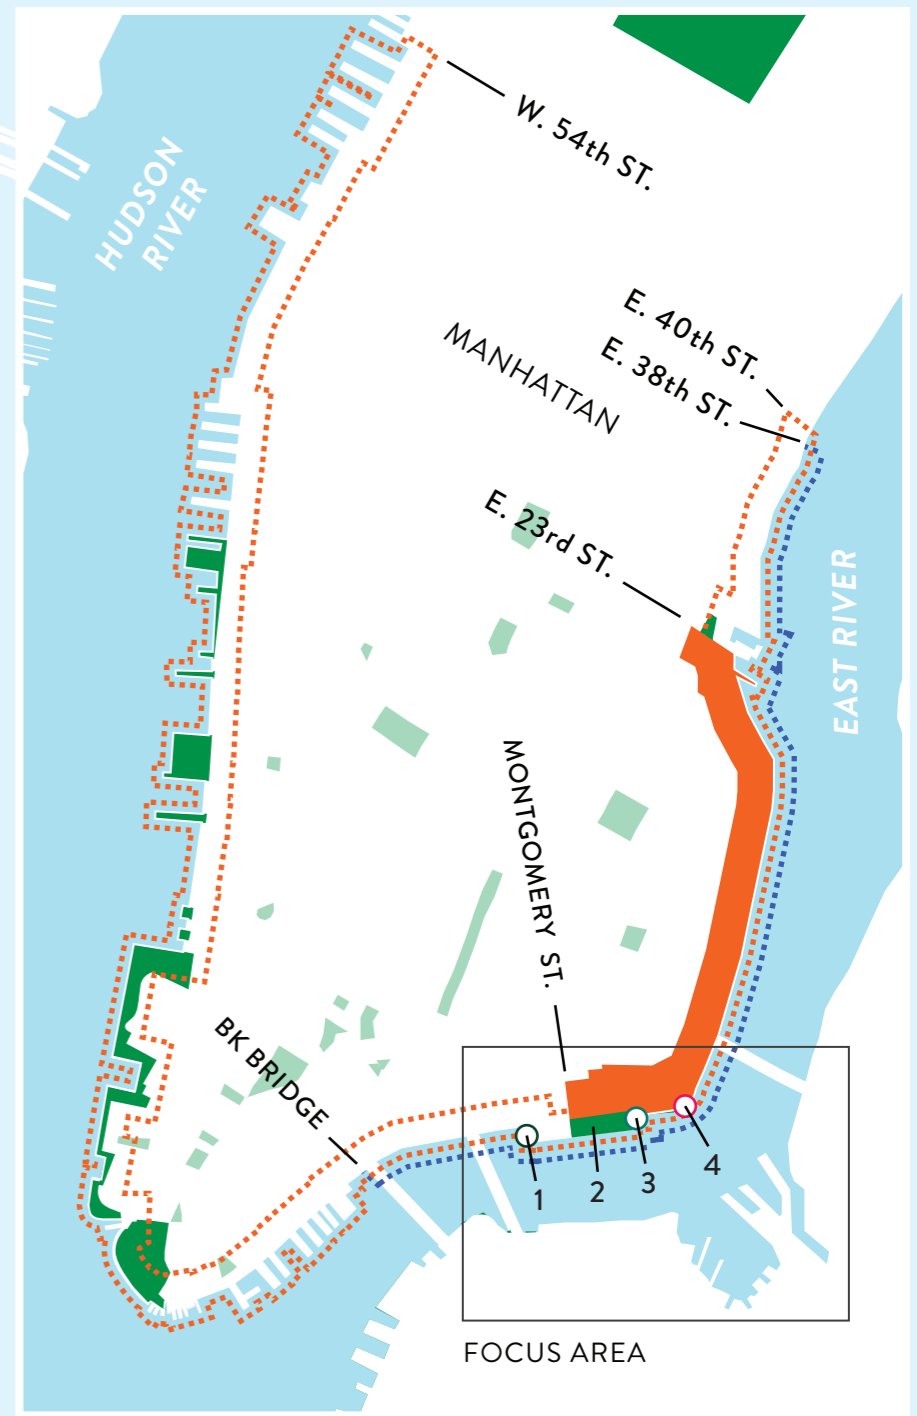 W. 54th ST.
HUDSON
RIVER
E. 40th ST.
E. 38th ST.
MANHATTAN
E. 23rd ST.
EAST RIVER
MONTGOMERY ST.
BK BRIDGE
1
2
3
4
FOCUS AREA